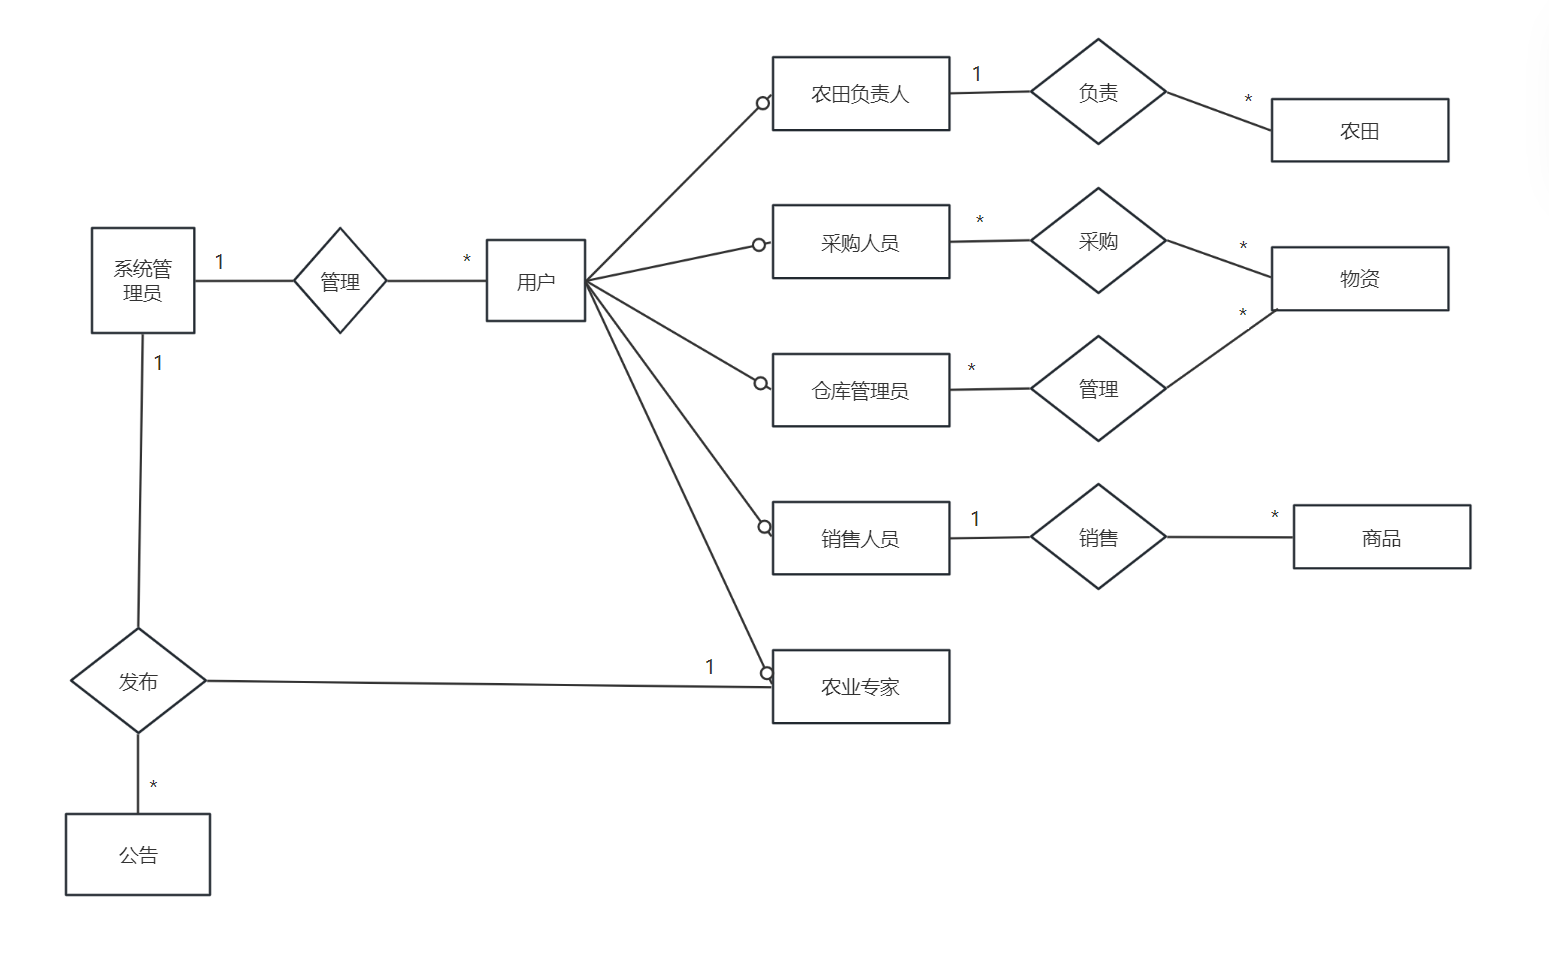 农田负责人
1
负责
*
农田
采购人员
*
采购
*
物资
系统管
理员
1
管理
*
用户
仓库管理员
*
管理
*
1
销售人员
1
销售
*
商品
发布
1
农业专家
*
公告